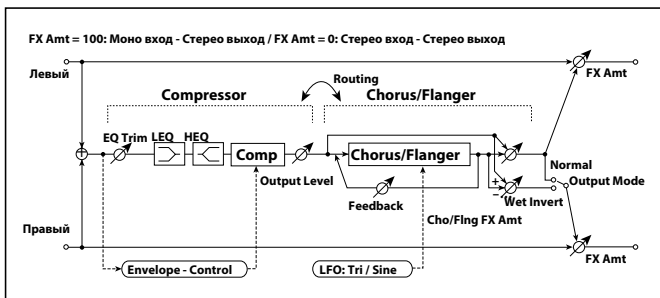 FX Amt = 100: Моно вход - Стерео выход / FX Amt = 0: Стерео вход - Стерео выход
Левый
FX Amt
Routing
Compressor
Chorus/Flanger
EQ Trim
LEQ
HEQ
Comp
Chorus/Flanger
Normal
Output Level
Output Mode
+
−
Wet Invert
Feedback
Cho/Flng FX Amt
Правый
FX Amt
Envelope - Control
LFO: Tri / Sine